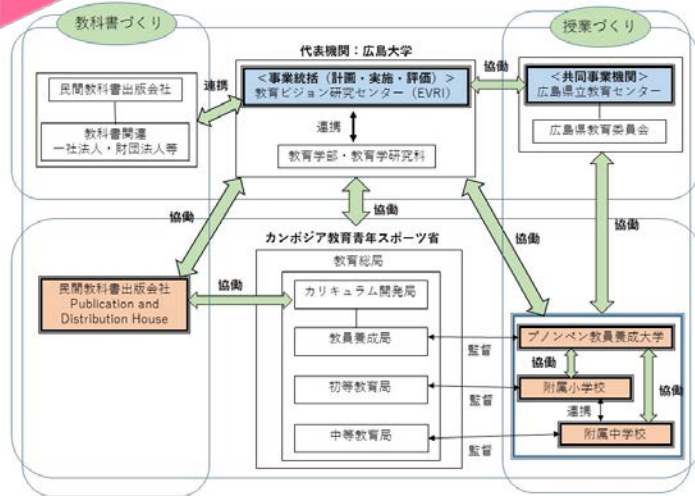 教科書づくり
授業づくり
代表機関：広島大学
民間教科書出版会社
教科書関連
一社法人・財団法人等
連携
＜事業統括（計画・実施・評価）＞
教育ビジョン研究センター（EVRI）
連携
教育学部・教育学研究科
協働
＜共同事業機関＞
広島県立教育センター
広島県教育委員会
協働
協働
協働
協働
カンボジア教育青年スポーツ省
教育総局
民間教科書出版会社
Publication and
Distribution House
協働
カリキュラム開発局
教員養成局
初等教育局
中等教育局
監督
監督
監督
プノンペン教員養成大学
協働
附属小学校
協働
連携
附属中学校